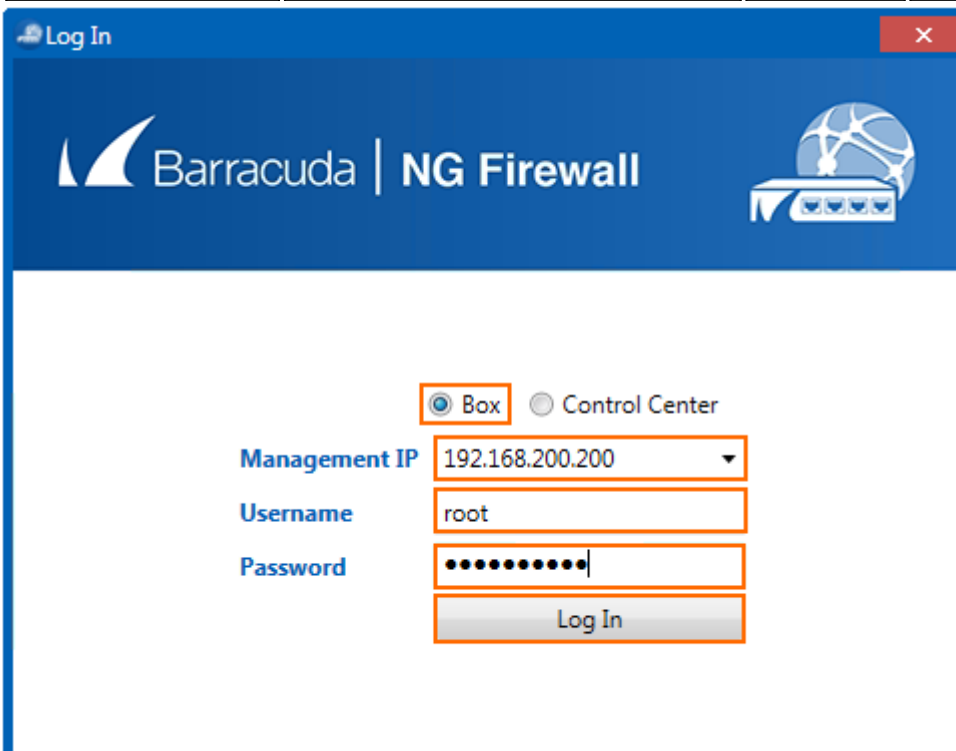 Log In
Barracuda | NG Firewall
Box Control Center
Management IP 192.168.200.200
Username root
Password ••••••••••
Log In